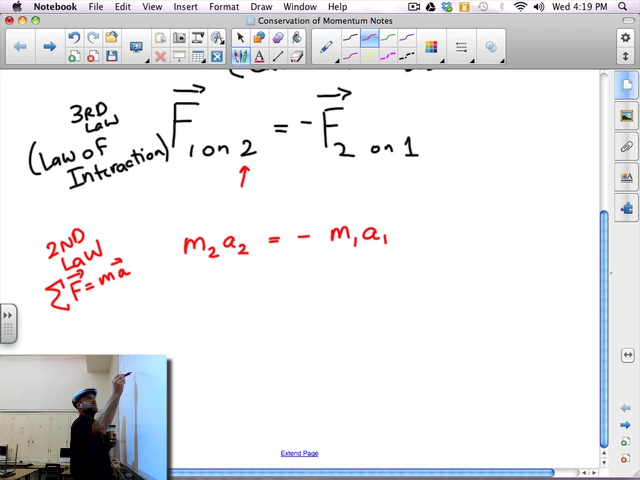 Notebook File Edit View Insert Format Draw Window Help Wed 4:19 PM
Conservation of Momentum Notes
3RD
LAW
(LAW OF
Interaction)
F 1 on 2 = - F 2 on 1
2ND
LAW
∑F = ma
m₂a₂ = - m₁a₁
Extend Page